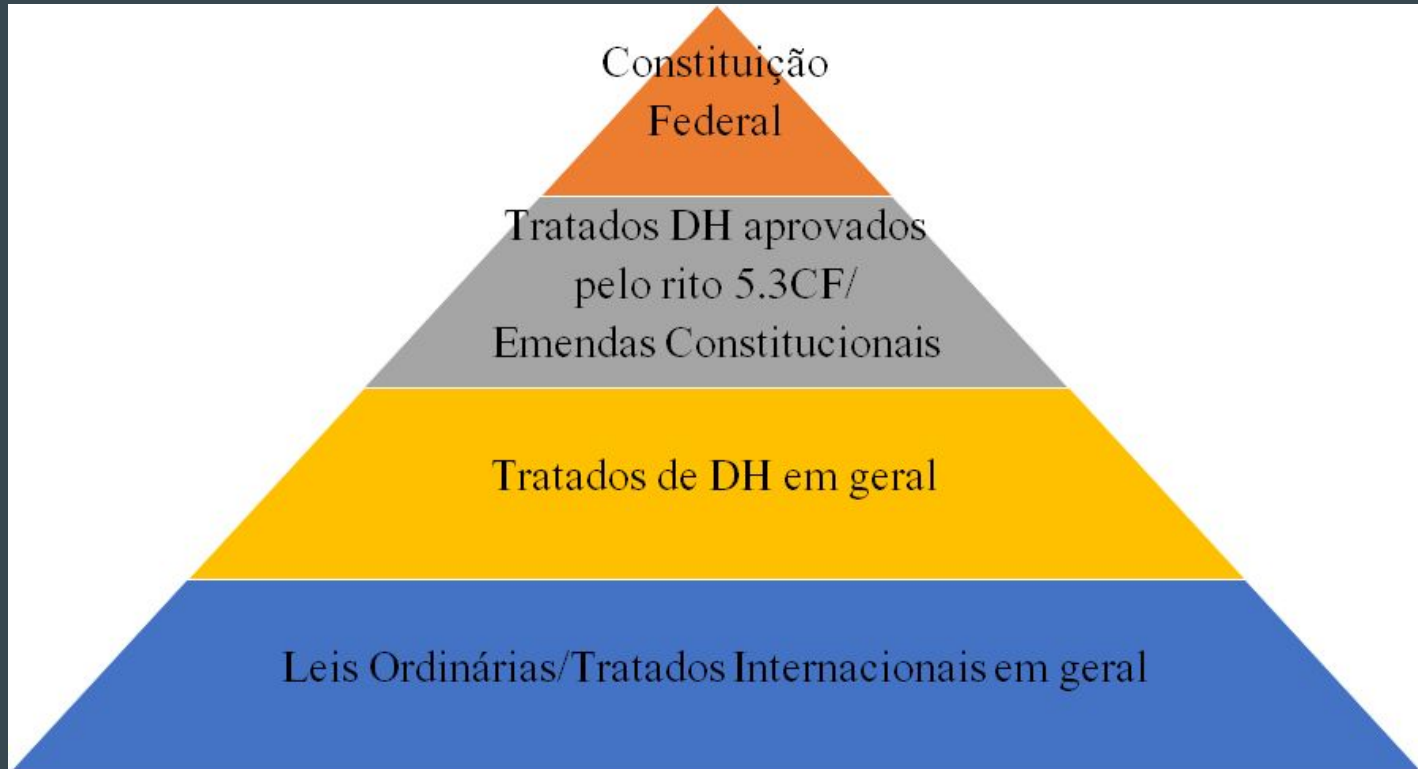 Constituição
Federal
Tratados DH aprovados
pelo rito 5.3CF/
Emendas Constitucionais
Tratados de DH em geral
Leis Ordinárias/Tratados Internacionais em geral